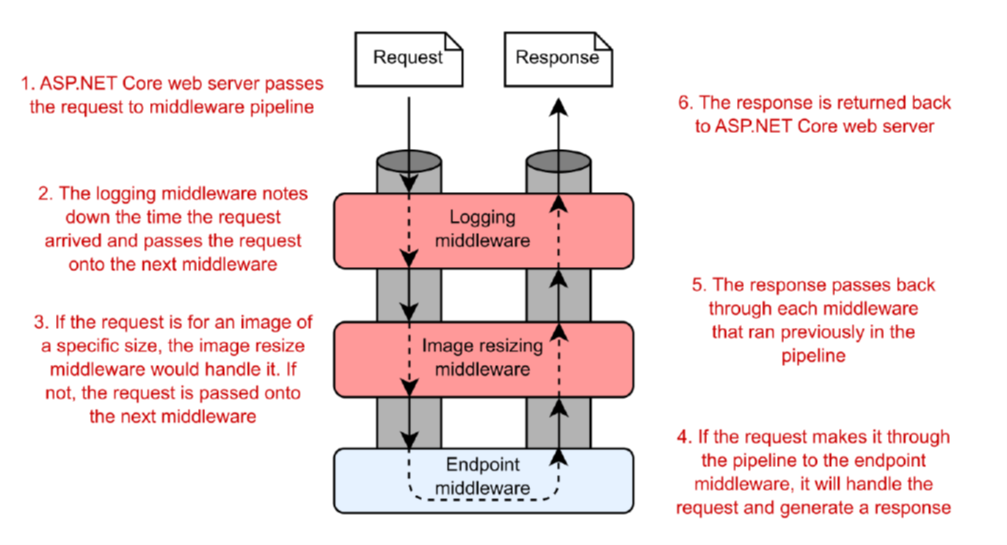 Request
Response
1. ASP.NET Core web server passes
the request to middleware pipeline
2. The logging middleware notes
down the time the request
arrived and passes the request
onto the next middleware
3. If the request is for an image of
a specific size, the image resize
middleware would handle it. If
not, the request is passed onto
the next middleware
Logging
middleware
Image resizing
middleware
Endpoint
middleware
6. The response is returned back
to ASP.NET Core web server
5. The response passes back
through each middleware
that ran previously in the
pipeline
4. If the request makes it through
the pipeline to the endpoint
middleware, it will handle the
request and generate a response